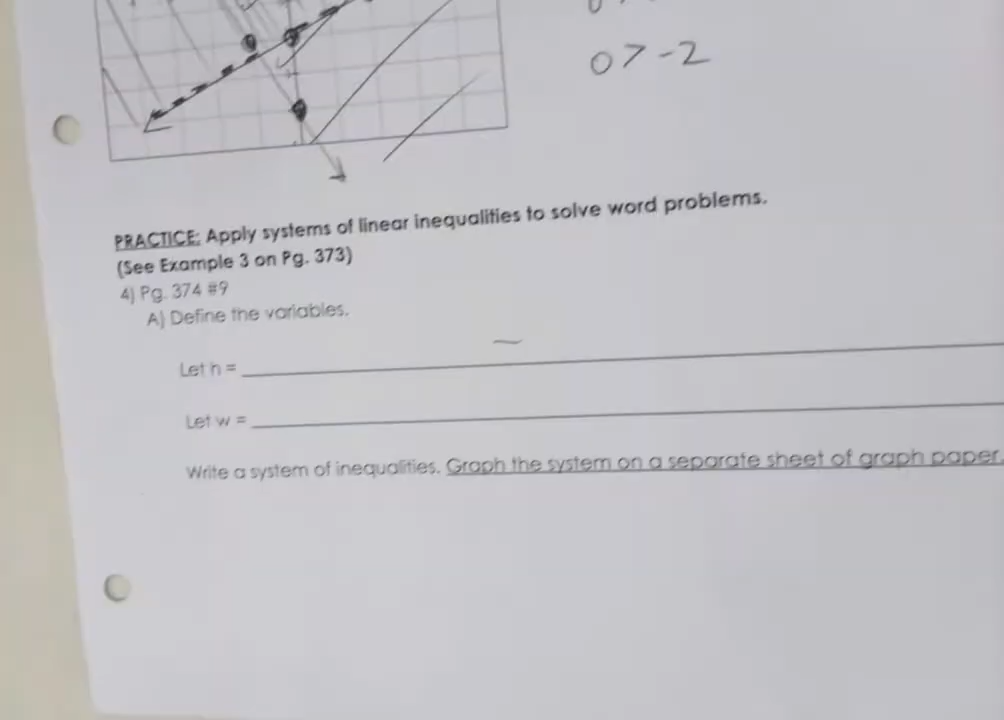 0 > -2
PRACTICE: Apply systems of linear inequalities to solve word problems.
(See Example 3 on Pg. 373)
4) Pg. 374 #9
A) Define the variables.
Let h =
Let w =
Write a system of inequalities. Graph the system on a separate sheet of graph paper.